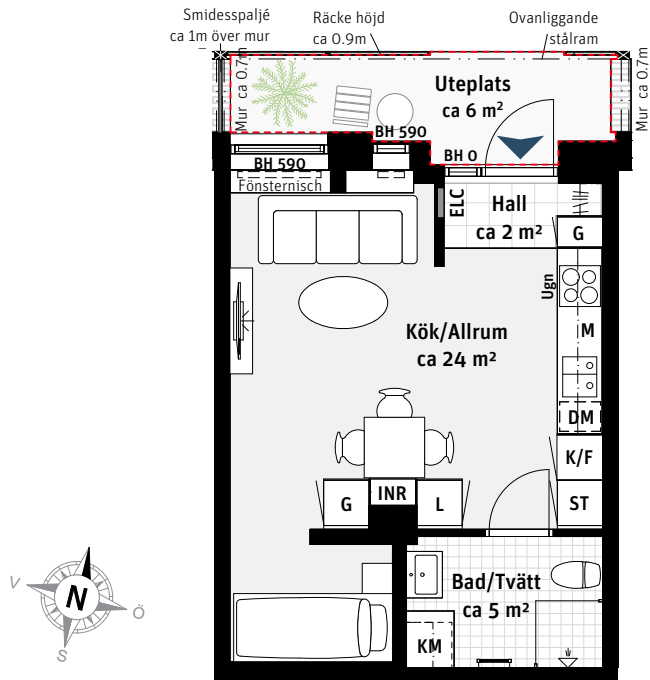 Smidesspaljé
ca 1m över mur
Räcke höjd
ca 0.9m
Ovanliggande
stålram
Mur ca 0.7m
Uteplats
ca 6 m²
Mur ca 0.7m
BH 590
BH 590
BH 0
Fönsternisch
ELC
Hall
ca 2 m²
G
Ugn
Kök/Allrum
ca 24 m²
M
DM
K/F
G
INR
L
ST
Bad/Tvätt
ca 5 m²
KM
V
N
Ö
S